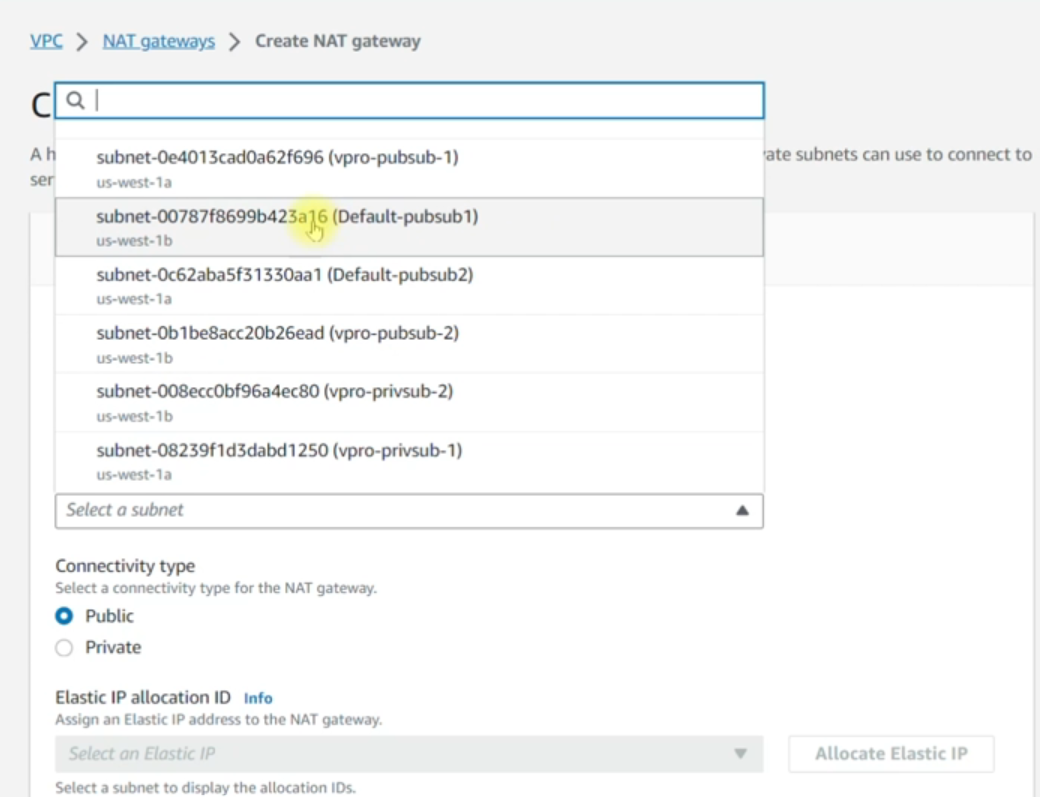 VPC > NAT gateways > Create NAT gateway
C
A h
ate subnets can use to connect to
ser
subnet-0e4013cad0a62f696 (vpro-pubsub-1)
us-west-1a
subnet-00787f8699b423a16 (Default-pubsub1)
us-west-1b
subnet-0c62aba5f31330aa1 (Default-pubsub2)
us-west-1a
subnet-0b1be8acc20b26ead (vpro-pubsub-2)
us-west-1b
subnet-008ecc0bf96a4ec80 (vpro-privsub-2)
us-west-1b
subnet-08239f1d3dabd1250 (vpro-privsub-1)
us-west-1a
Select a subnet
Connectivity type
Select a connectivity type for the NAT gateway.
Public
Private
Elastic IP allocation ID Info
Assign an Elastic IP address to the NAT gateway.
Select an Elastic IP
Allocate Elastic IP
Select a subnet to display the allocation IDs.